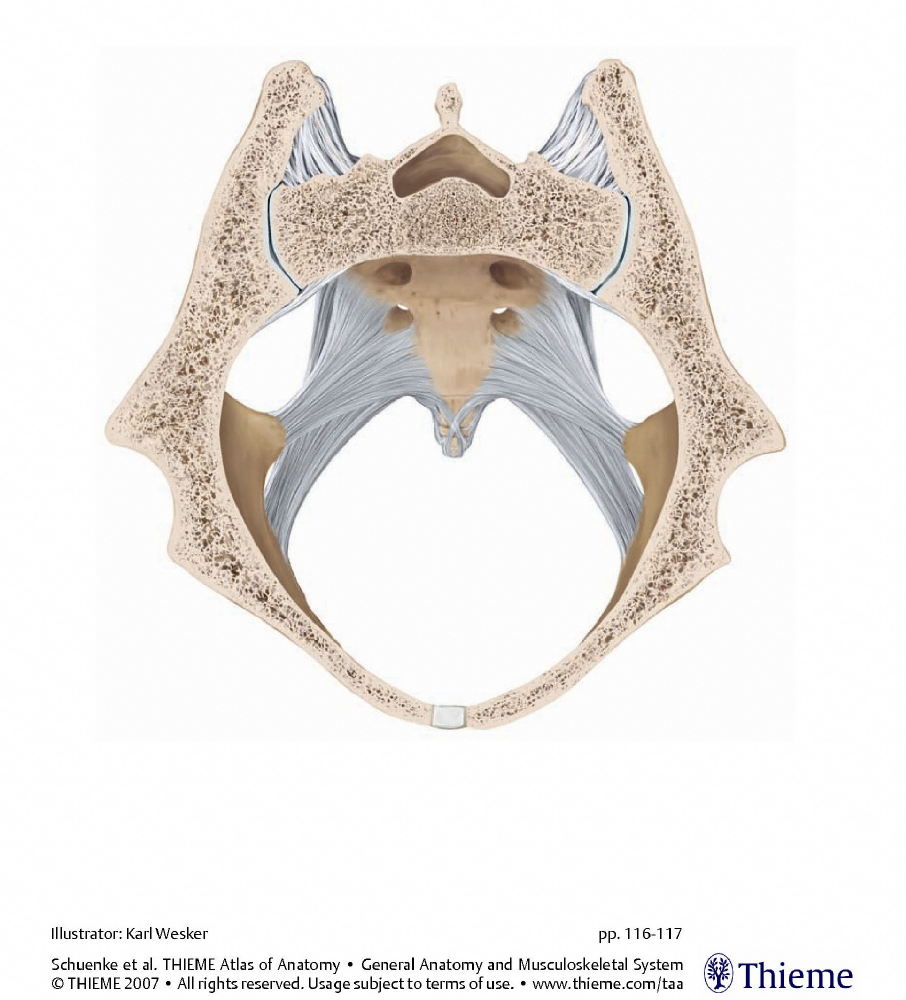 Illustrator: Karl Wesker pp. 116-117
Schuenke et al. THIEME Atlas of Anatomy • General Anatomy and Musculoskeletal System
© THIEME 2007 • All rights reserved. Usage subject to terms of use. • www.thieme.com/taa
Thieme